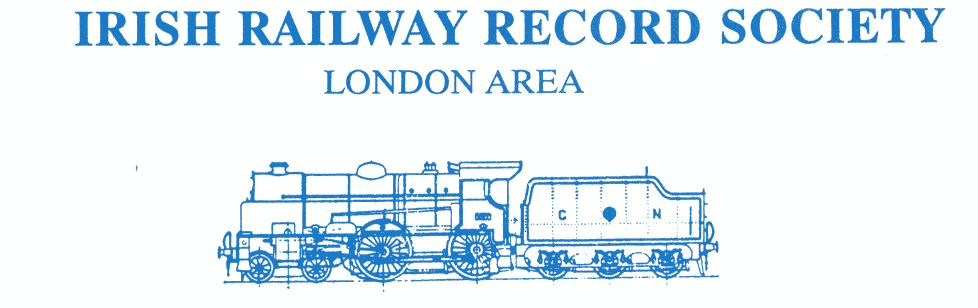 IRISH RAILWAY RECORD SOCIETY
LONDON AREA
C N